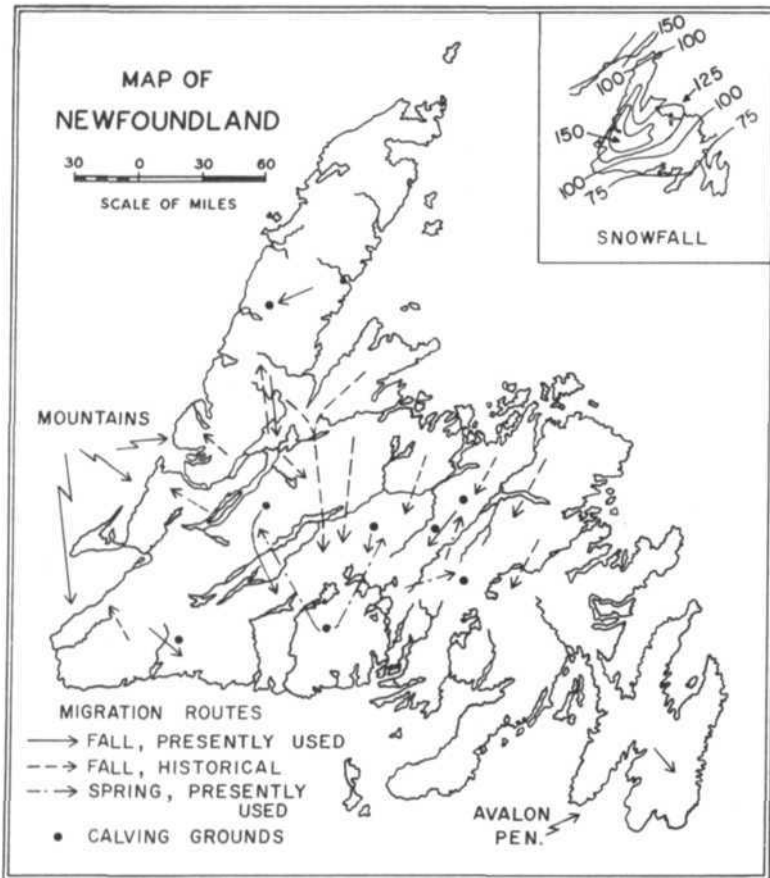 MAP OF
NEWFOUNDLAND
30 0 30 60
SCALE OF MILES
150
100
100
125
100
150
75
100
75
SNOWFALL
MOUNTAINS
MIGRATION ROUTES
FALL, PRESENTLY USED
FALL, HISTORICAL
SPRING, PRESENTLY
USED
CALVING GROUNDS
AVALON
PEN.